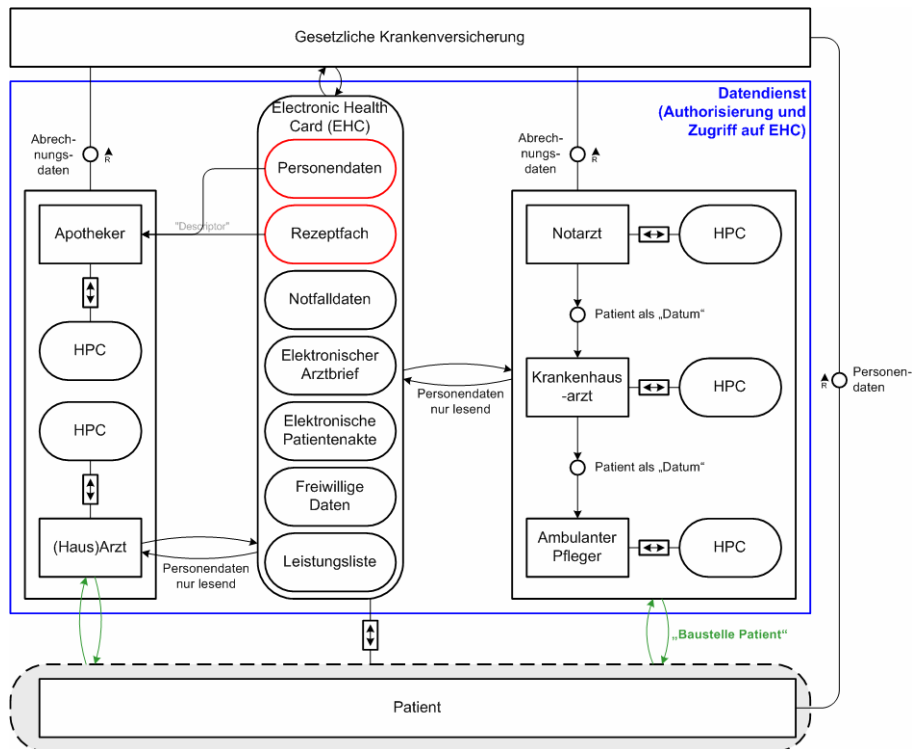 Gesetzliche Krankenversicherung
Datendienst
(Authorisierung und
Zugriff auf EHC)
Electronic Health
Card (EHC)
Abrech-
nungs-
daten
R
Abrech-
nungs-
daten
R
Personendaten
"Descriptor"
Apotheker
Rezeptfach
Notarzt
HPC
Notfalldaten
Patient als „Datum“
HPC
Elektronischer
Arztbrief
Personendaten
nur lesend
Krankenhaus
-arzt
HPC
R
Personen-
daten
HPC
Elektronische
Patientenakte
Patient als „Datum“
Freiwillige
Daten
(Haus)Arzt
Personendaten
nur lesend
Leistungsliste
Ambulanter
Pfleger
HPC
„Baustelle Patient“
Patient